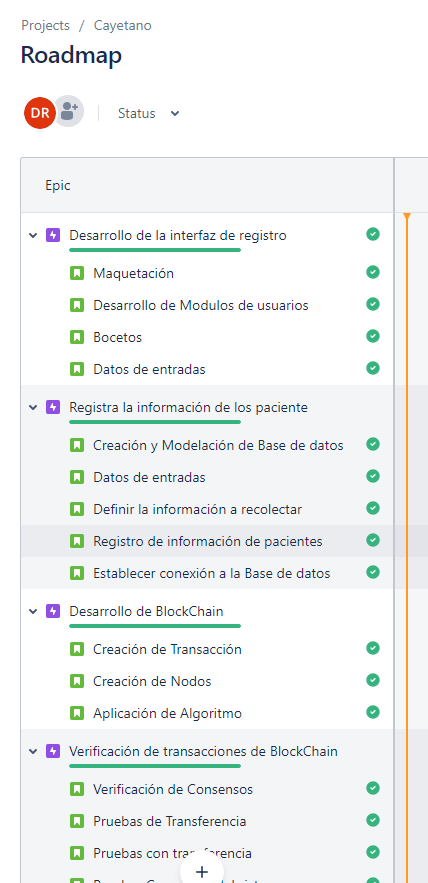 Projects / Cayetano
Roadmap
DR
Status
Epic
Desarrollo de la interfaz de registro
Maquetación
Desarrollo de Modulos de usuarios
Bocetos
Datos de entradas
Registra la información de los paciente
Creación y Modelación de Base de datos
Datos de entradas
Definir la información a recolectar
Registro de información de pacientes
Establecer conexión a la Base de datos
Desarrollo de BlockChain
Creación de Transacción
Creación de Nodos
Aplicación de Algoritmo
Verificación de transacciones de BlockChain
Verificación de Consensos
Pruebas de Transferencia
Pruebas con transferencia